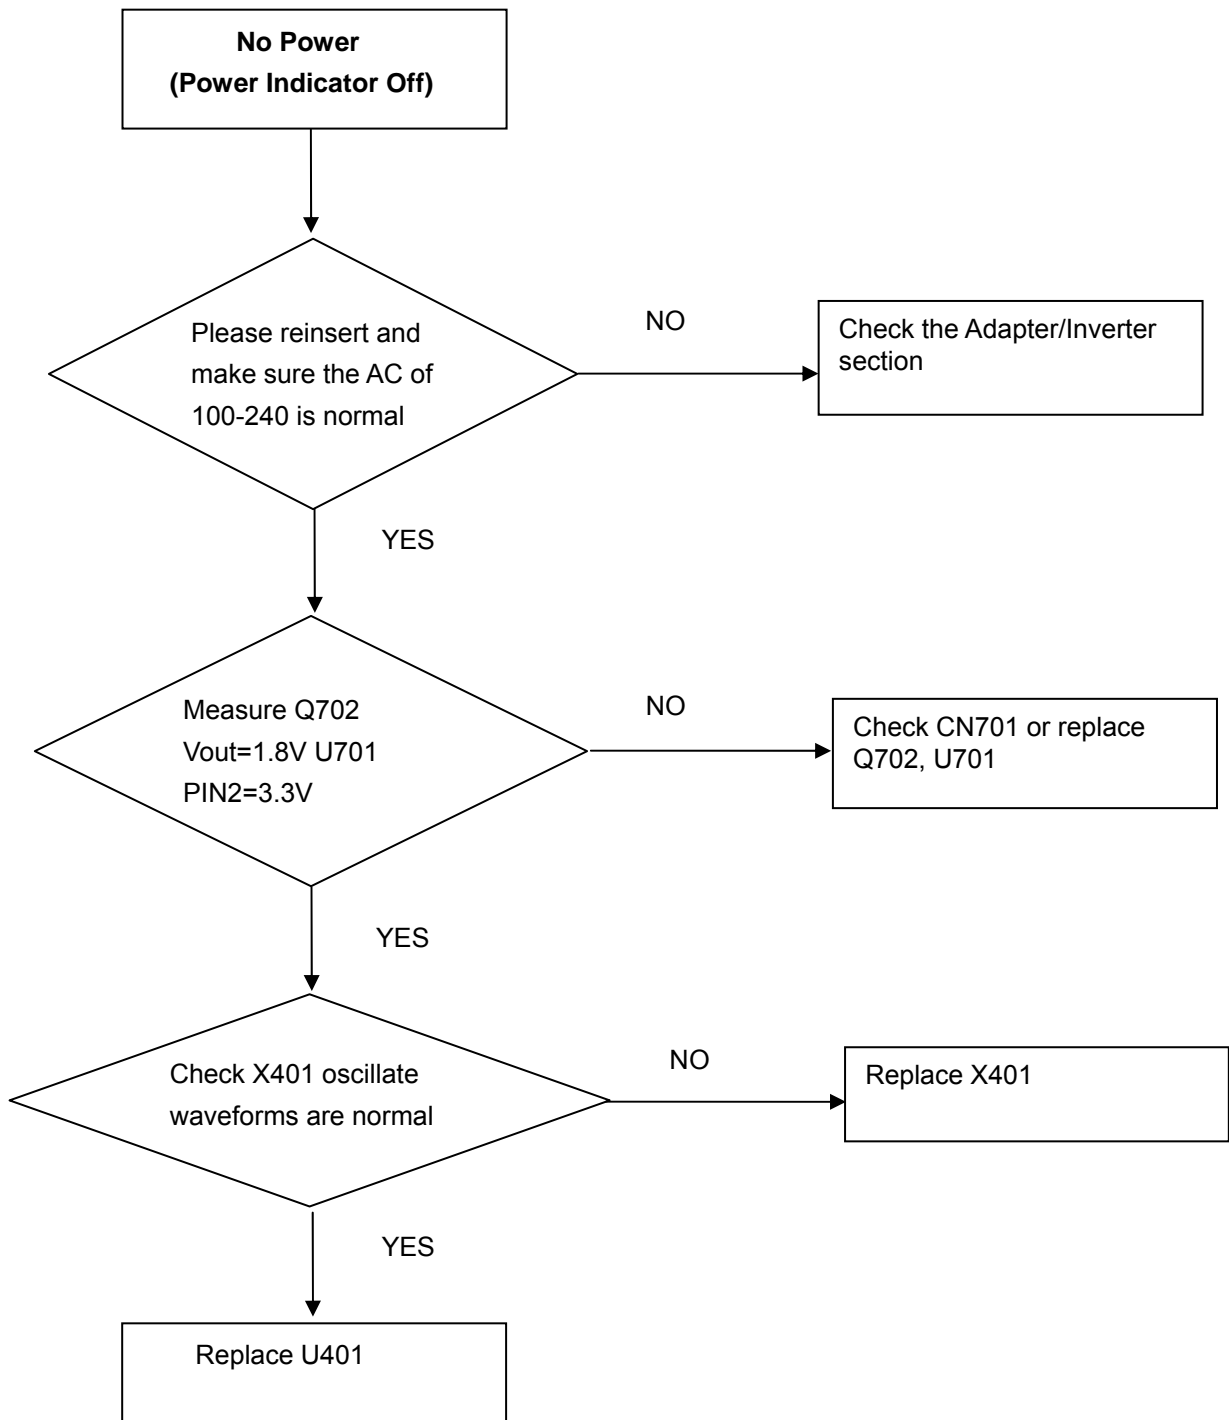 No Power
(Power Indicator Off)
Please reinsert and
make sure the AC of
100-240 is normal
NO
Check the Adapter/Inverter
section
YES
Measure Q702
Vout=1.8V U701
PIN2=3.3V
NO
Check CN701 or replace
Q702, U701
YES
Check X401 oscillate
waveforms are normal
NO
Replace X401
YES
Replace U401